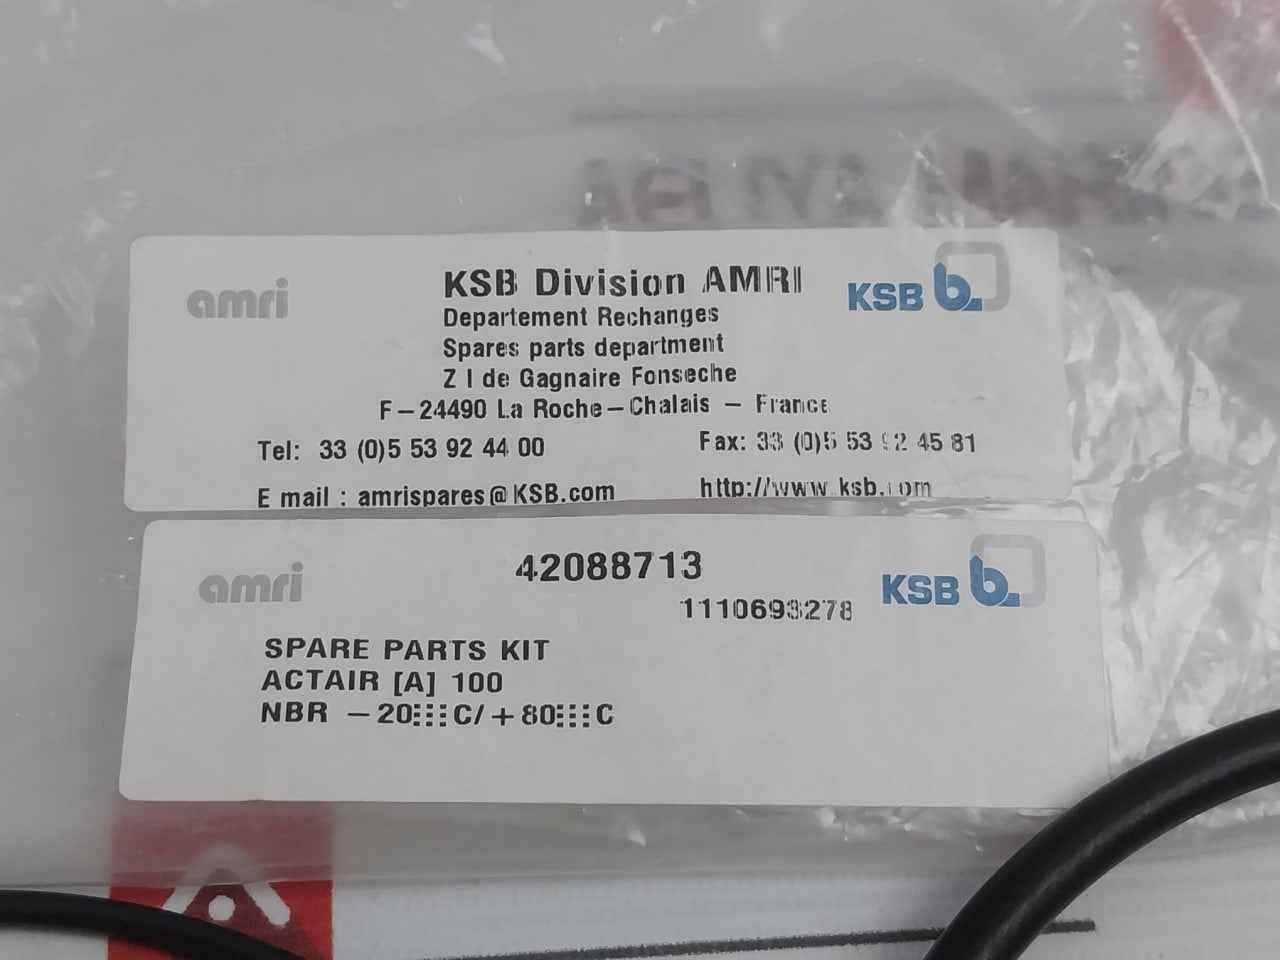 amri
KSB Division AMRI
KSB b
Departement Rechanges
Spares parts department
Z I de Gagnaire Fonseche
F-24490 La Roche-Chalais - France
Tel: 33 (0)5 53 92 44 00
Fax: 33 (0)5 53 92 45 81
E mail : amrispares@KSB.com
http://www.ksb.com
amri
42088713
KSB b
1110693278
SPARE PARTS KIT
ACTAIR [A] 100
NBR -20 C/+80 C